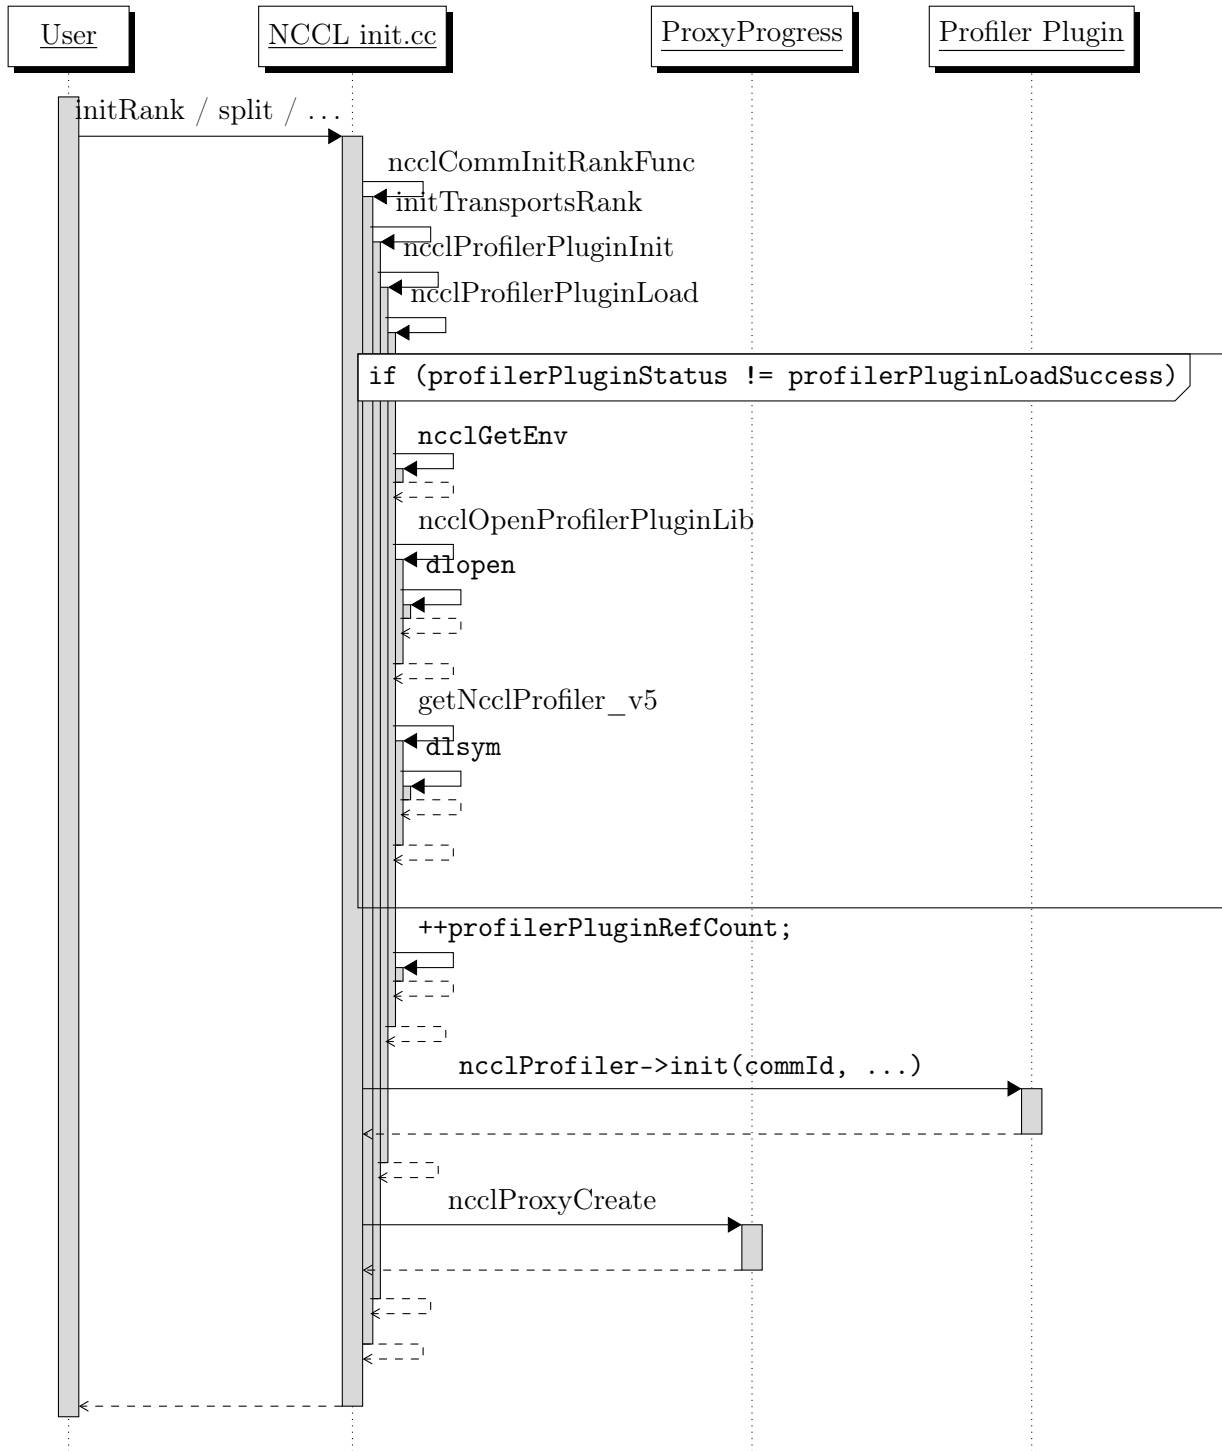 User
NCCL init.cc
ProxyProgress
Profiler Plugin
initRank / split / ...
ncclCommInitRankFunc
initTransportsRank
ncclProfilerPluginInit
ncclProfilerPluginLoad
if (profilerPluginStatus != profilerPluginLoadSuccess)
ncclGetEnv
ncclOpenProfilerPluginLib
dlopen
getNcclProfiler_v5
dlsym
++profilerPluginRefCount;
ncclProfiler->init(commId, ...)
ncclProxyCreate